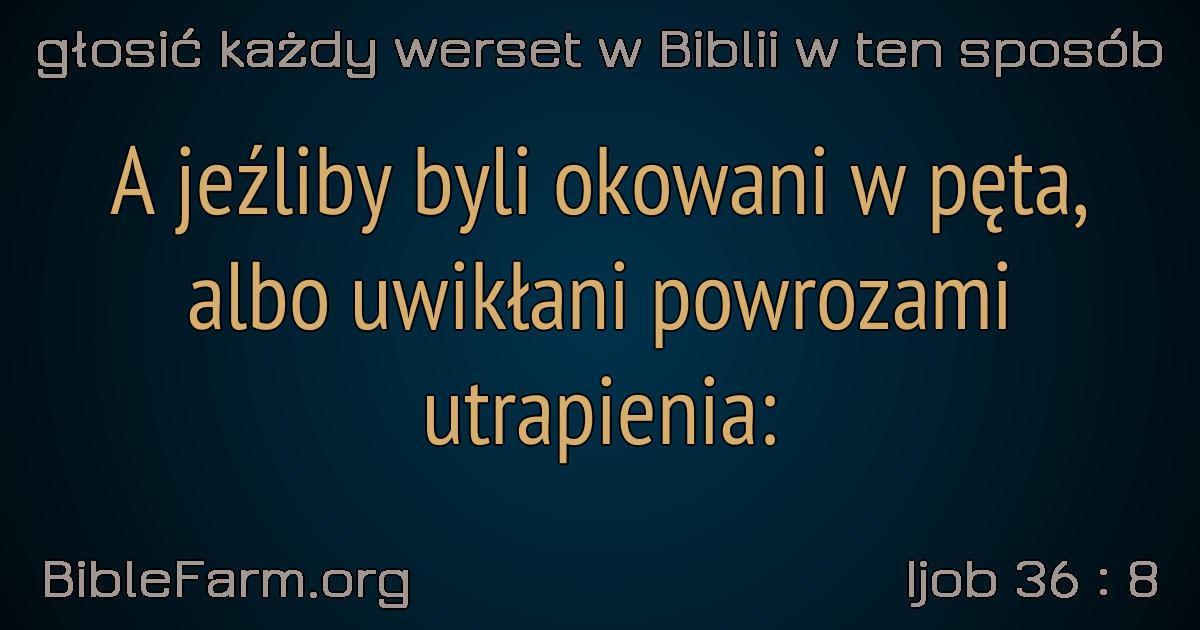 głosić każdy werset w Biblii w ten sposób
A jeźliby byli okowani w pęta,
albo uwikłani powrozami
utrapienia:
BibleFarm.org
Ijob 36 : 8